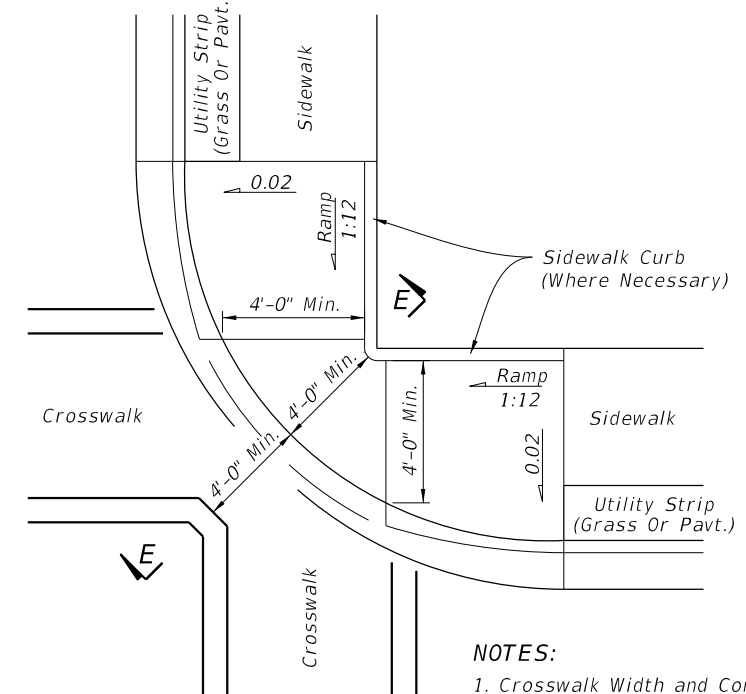 Utility Strip
(Grass Or Pavt.)
Sidewalk
0.02
Ramp
1:12
Sidewalk Curb
(Where Necessary)
E
4'-0" Min.
4'-0" Min.
Ramp
1:12
Crosswalk
4'-0" Min.
Sidewalk
4'-0" Min.
0.02
Utility Strip
(Grass Or Pavt.)
E
Crosswalk
NOTES:
1. Crosswalk Width and